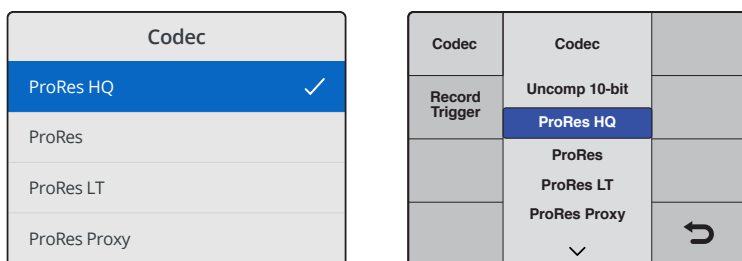 Codec
ProRes HQ
ProRes
ProRes LT
ProRes Proxy
Codec
Record
Trigger
Codec
Uncomp 10-bit
ProRes HQ
ProRes
ProRes LT
ProRes Proxy